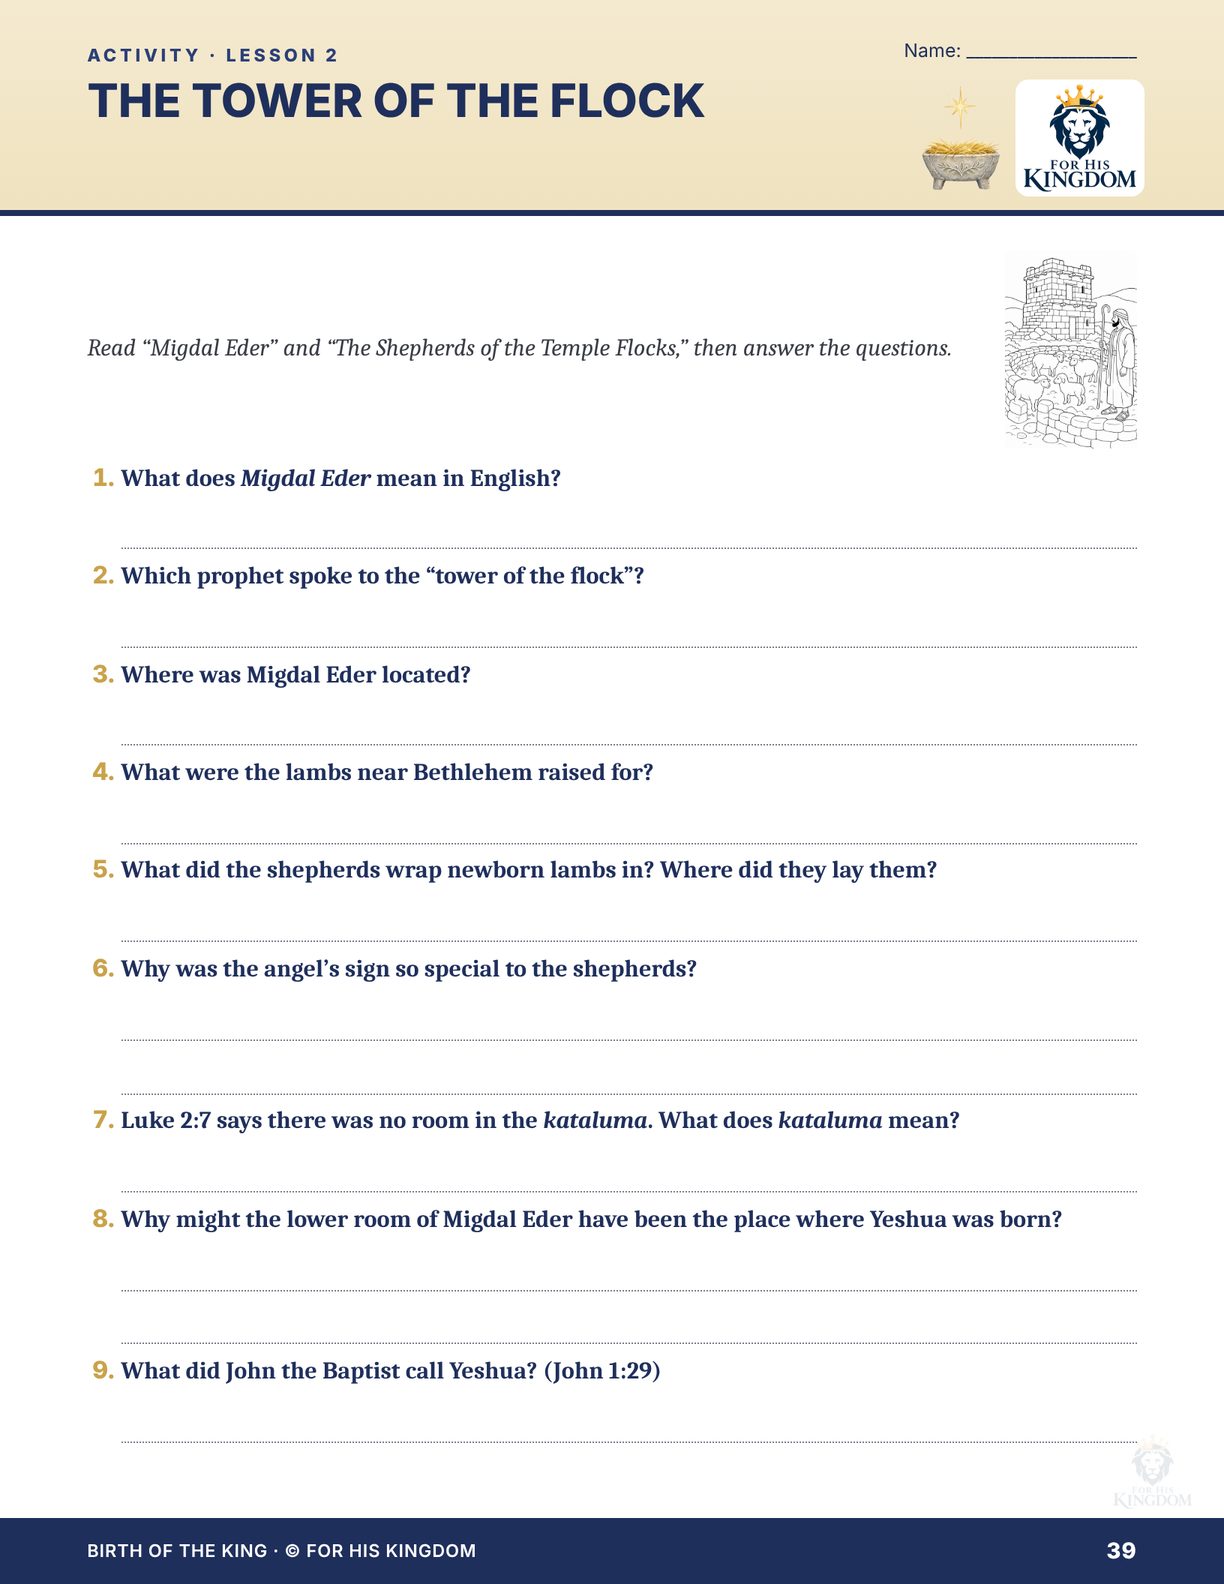 ACTIVITY · LESSON 2
THE TOWER OF THE FLOCK
Name: ____________________
FOR HIS
KINGDOM
Read “Migdal Eder” and “The Shepherds of the Temple Flocks,” then answer the questions.
1. What does Migdal Eder mean in English?
2. Which prophet spoke to the “tower of the flock”?
3. Where was Migdal Eder located?
4. What were the lambs near Bethlehem raised for?
5. What did the shepherds wrap newborn lambs in? Where did they lay them?
6. Why was the angel’s sign so special to the shepherds?
7. Luke 2:7 says there was no room in the kataluma. What does kataluma mean?
8. Why might the lower room of Migdal Eder have been the place where Yeshua was born?
9. What did John the Baptist call Yeshua? (John 1:29)
FOR HIS
KINGDOM
BIRTH OF THE KING · © FOR HIS KINGDOM
39